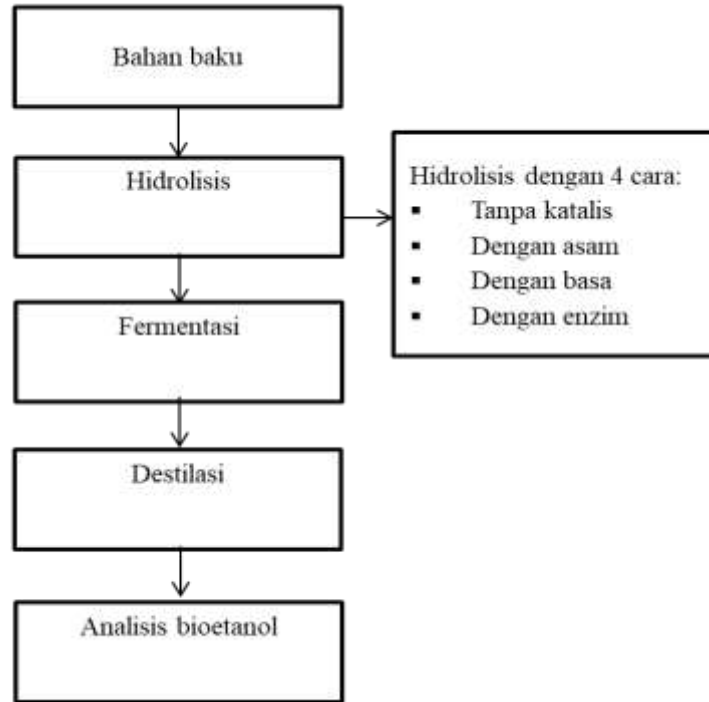 Bahan baku
Hidrolisis
Hidrolisis dengan 4 cara:
▪ Tanpa katalis
▪ Dengan asam
▪ Dengan basa
▪ Dengan enzim
Fermentasi
Destilasi
Analisis bioetanol